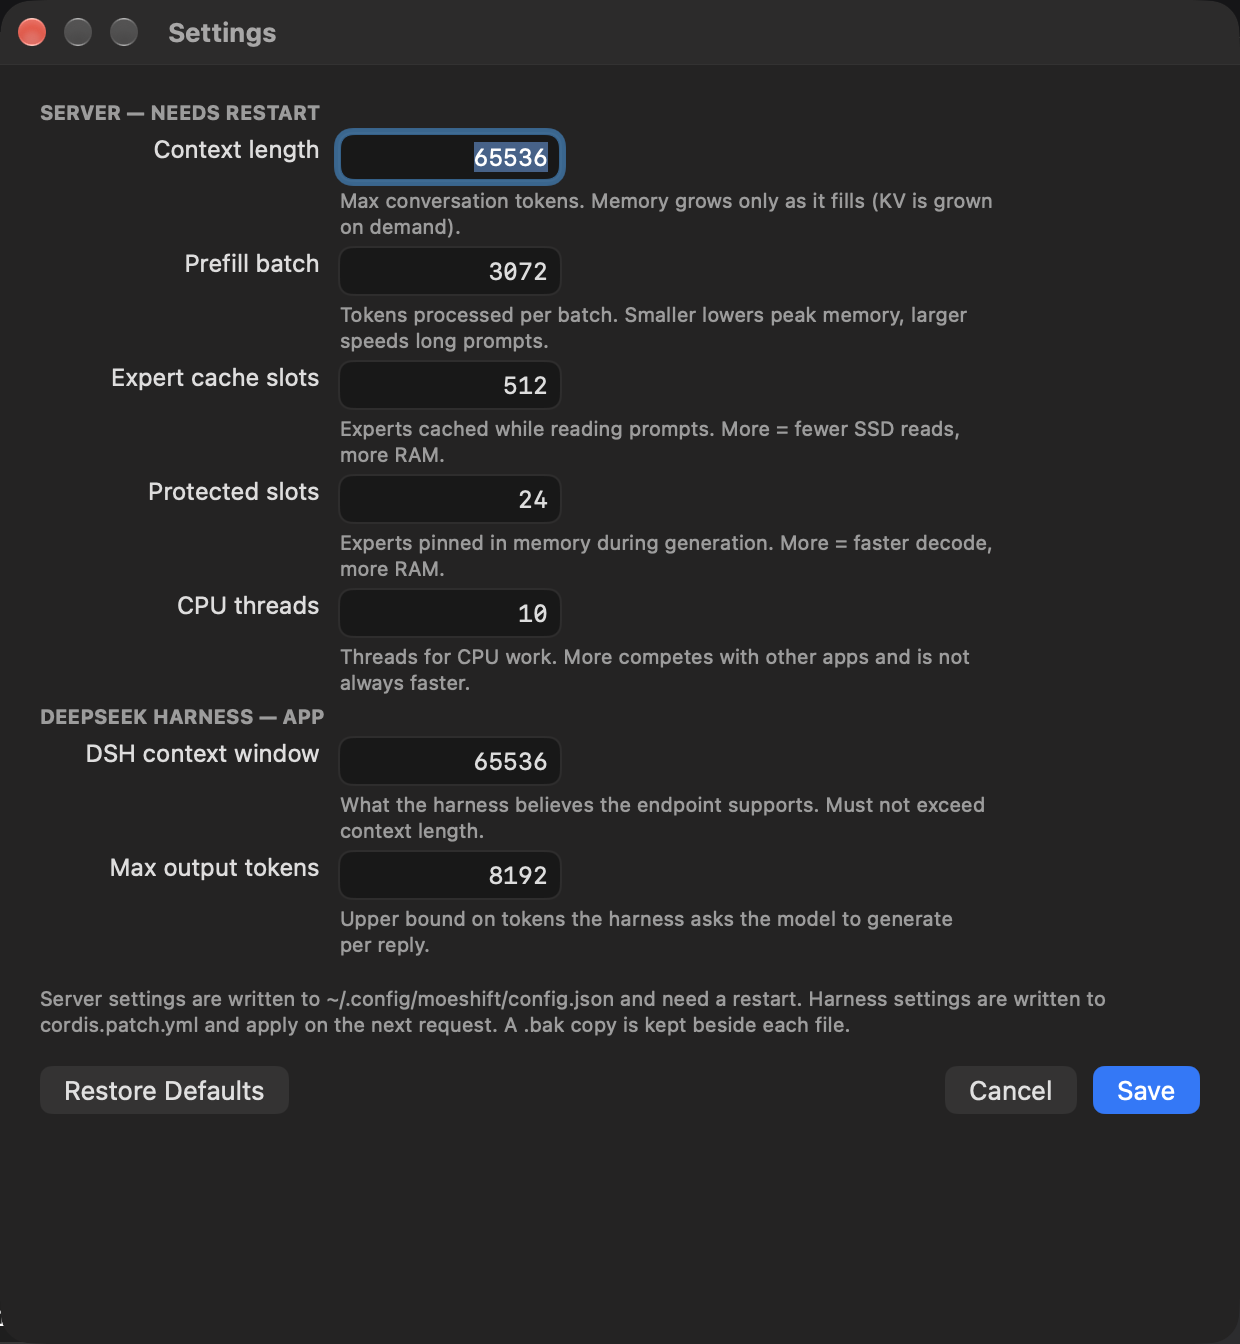 Settings
SERVER — NEEDS RESTART
Context length
65536
Max conversation tokens. Memory grows only as it fills (KV is grown
on demand).
Prefill batch
3072
Tokens processed per batch. Smaller lowers peak memory, larger
speeds long prompts.
Expert cache slots
512
Experts cached while reading prompts. More = fewer SSD reads,
more RAM.
Protected slots
24
Experts pinned in memory during generation. More = faster decode,
more RAM.
CPU threads
10
Threads for CPU work. More competes with other apps and is not
always faster.
DEEPSEEK HARNESS — APP
DSH context window
65536
What the harness believes the endpoint supports. Must not exceed
context length.
Max output tokens
8192
Upper bound on tokens the harness asks the model to generate
per reply.
Server settings are written to ~/.config/moeshift/config.json and need a restart. Harness settings are written to
cordis.patch.yml and apply on the next request. A .bak copy is kept beside each file.
Restore Defaults
Cancel
Save